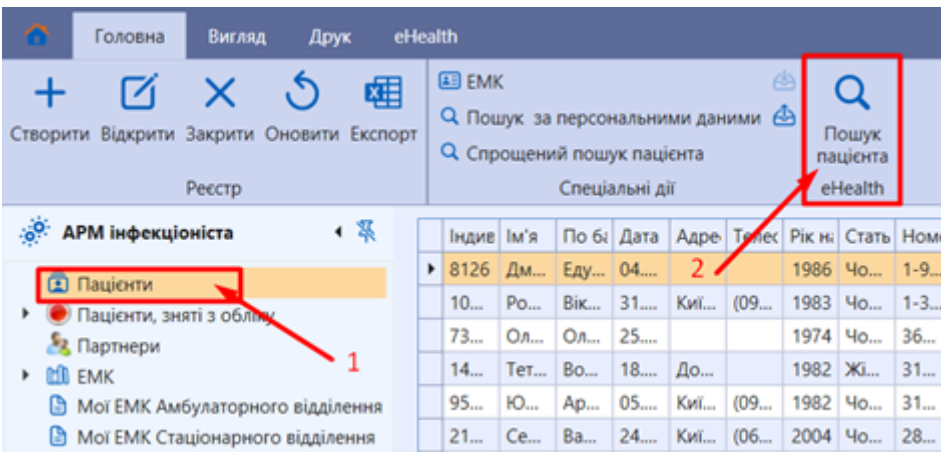 Головна Вигляд Друк eHealth
Створити Відкрити Закрити Оновити Експорт
Реєстр
ЕМК
Пошук за персональними даними
Спрощений пошук пацієнта
Спеціальні дії
Пошук
пацієнта
eHealth
АРМ інфекціоніста
Пацієнти
Пацієнти, зняті з обліку
Партнери
ЕМК
Мої ЕМК Амбулаторного відділення
Мої ЕМК Стаціонарного відділення
1
2
Індив Ім'я По ба Дата Адре Телес Рік на Стать Номе
8126 Дм... Еду... 04.... 1986 Чо... 1-9...
10... Ро... Вік... 31.... Киї... (09... 1983 Чо... 1-3...
73... Ол... Ол... 25.... 1974 Чо... 36...
14... Тет... Во... 18.... До... 1982 Жі... 31...
95... Ю... Ар... 05.... Киї... (09... 1982 Чо... 31...
21... Се... Ва... 24.... Киї... (06... 2004 Чо... 28...